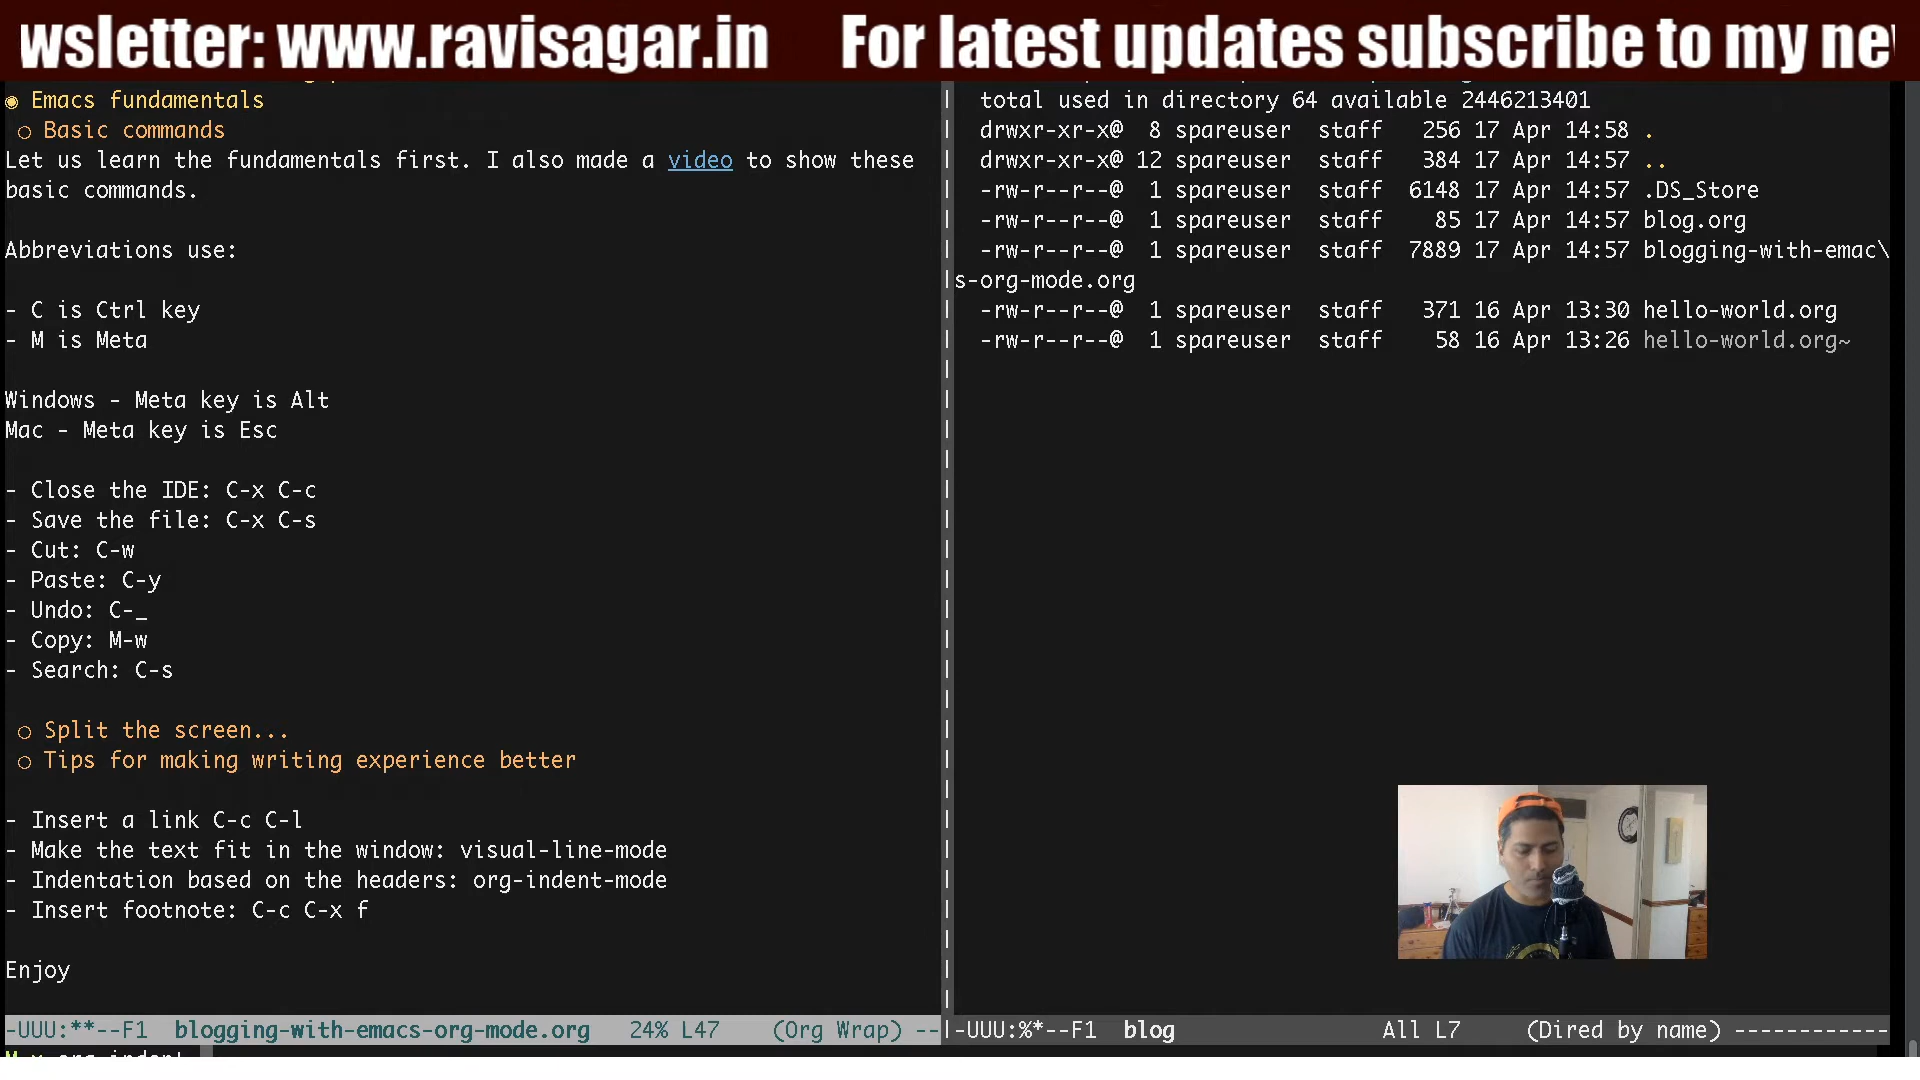 wsletter: www.ravisagar.in For latest updates subscribe to my ne
◉ Emacs fundamentals
○ Basic commands
Let us learn the fundamentals first. I also made a video to show these
basic commands.
Abbreviations use:
- C is Ctrl key
- M is Meta
Windows - Meta key is Alt
Mac - Meta key is Esc
- Close the IDE: C-x C-c
- Save the file: C-x C-s
- Cut: C-w
- Paste: C-y
- Undo: C-_
- Copy: M-w
- Search: C-s
○ Split the screen...
○ Tips for making writing experience better
- Insert a link C-c C-l
- Make the text fit in the window: visual-line-mode
- Indentation based on the headers: org-indent-mode
- Insert footnote: C-c C-x f
Enjoy
-UUU:**--F1 blogging-with-emacs-org-mode.org 24% L47 (Org Wrap) --
total used in directory 64 available 2446213401
drwxr-xr-x@ 8 spareuser staff 256 17 Apr 14:58 .
drwxr-xr-x@ 12 spareuser staff 384 17 Apr 14:57 ..
-rw-r--r--@ 1 spareuser staff 6148 17 Apr 14:57 .DS_Store
-rw-r--r--@ 1 spareuser staff 85 17 Apr 14:57 blog.org
-rw-r--r--@ 1 spareuser staff 7889 17 Apr 14:57 blogging-with-emac\
s-org-mode.org
-rw-r--r--@ 1 spareuser staff 371 16 Apr 13:30 hello-world.org
-rw-r--r--@ 1 spareuser staff 58 16 Apr 13:26 hello-world.org~
-UUU:%*--F1 blog All L7 (Dired by name) ------------
M-x org-indent